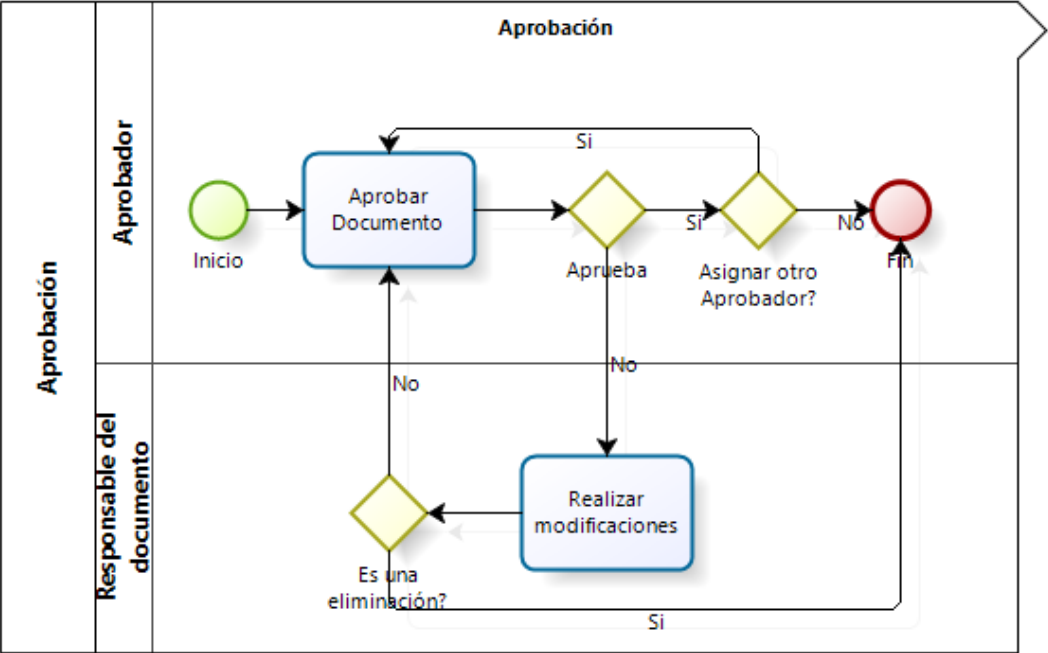 Aprobación
Aprobación
Aprobador
Si
Aprobar
Documento
Inicio
Aprueba
Si
Asignar otro
Aprobador?
No
Fin
No
No
Responsable del
documento
Realizar
modificaciones
Es una
eliminación?
Si